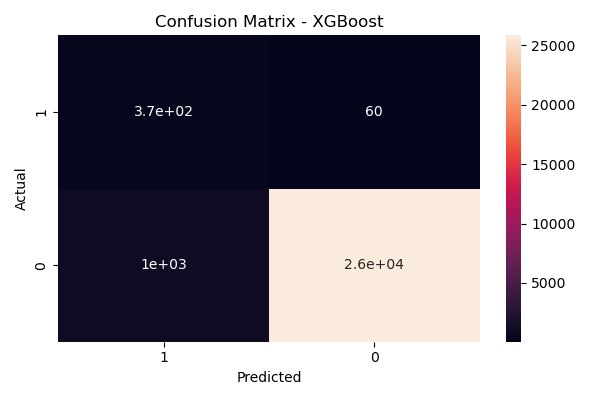 Confusion Matrix - XGBoost
Actual
1
3.7e+02
60
0
1e+03
2.6e+04
1
0
Predicted
25000
20000
15000
10000
5000